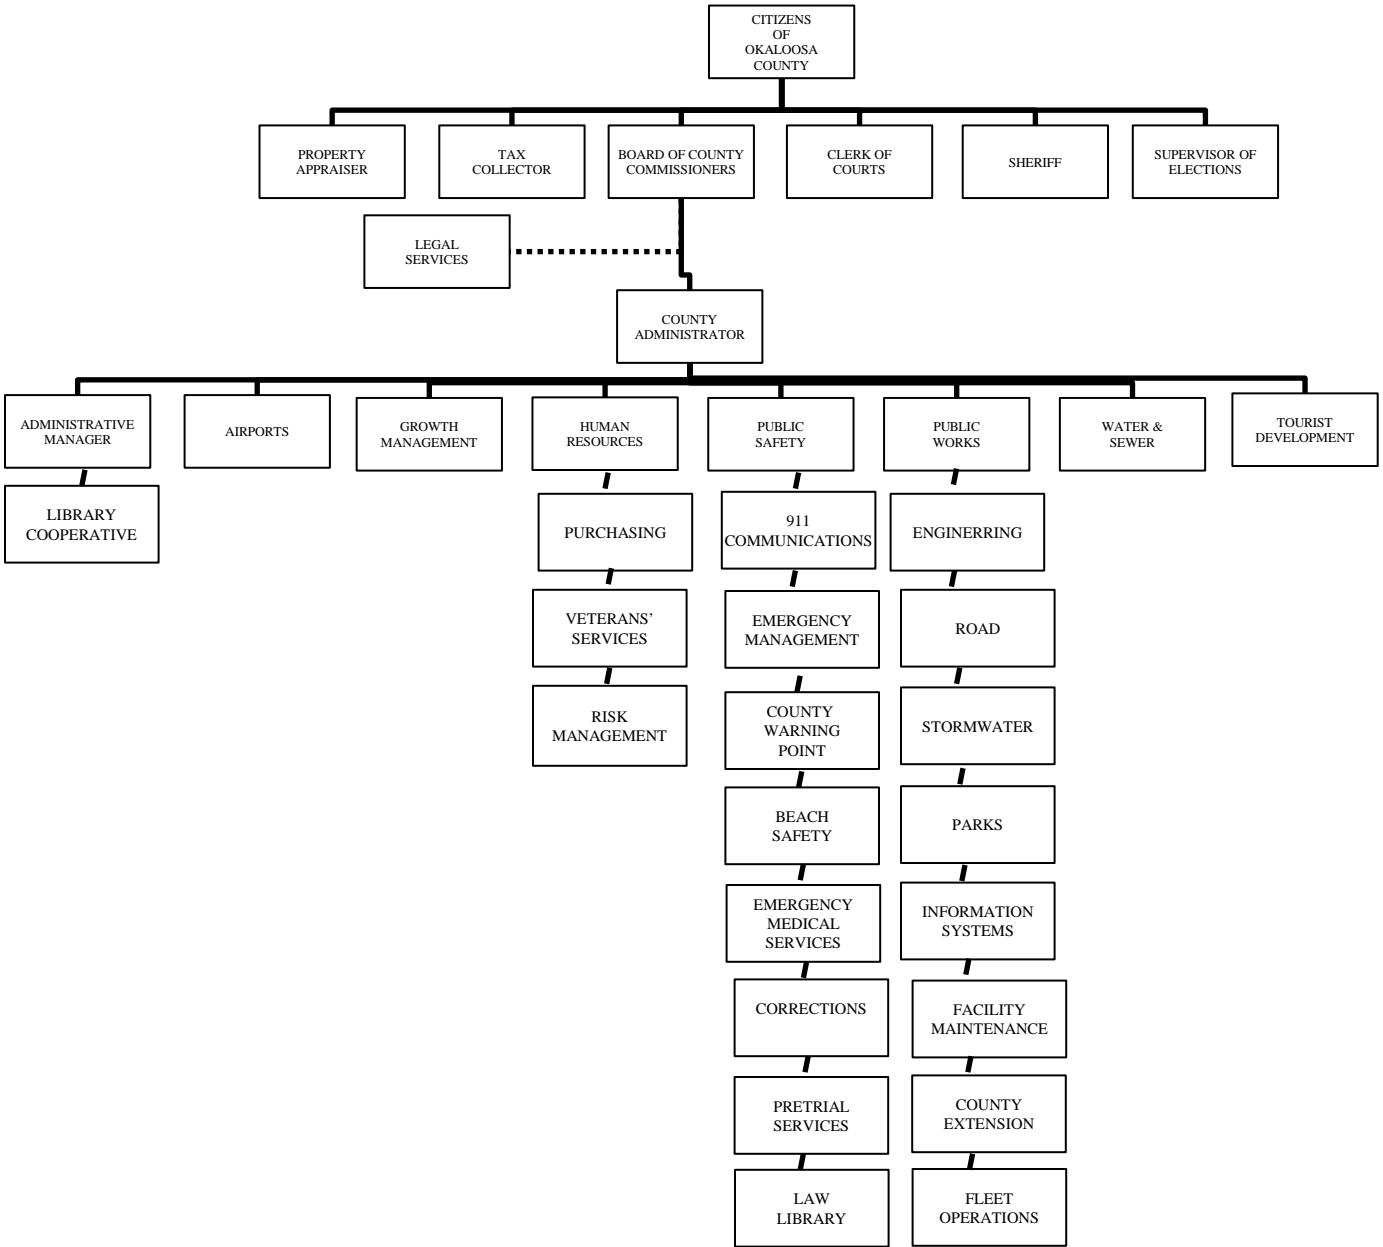 CITIZENS
OF
OKALOOSA
COUNTY
PROPERTY
APPRAISER
TAX
COLLECTOR
BOARD OF COUNTY
COMMISSIONERS
CLERK OF
COURTS
SHERIFF
SUPERVISOR OF
ELECTIONS
LEGAL
SERVICES
COUNTY
ADMINISTRATOR
ADMINISTRATIVE
MANAGER
AIRPORTS
GROWTH
MANAGEMENT
HUMAN
RESOURCES
PUBLIC
SAFETY
PUBLIC
WORKS
WATER &
SEWER
TOURIST
DEVELOPMENT
LIBRARY
COOPERATIVE
PURCHASING
VETERANS’
SERVICES
RISK
MANAGEMENT
911
COMMUNICATIONS
EMERGENCY
MANAGEMENT
COUNTY
WARNING
POINT
BEACH
SAFETY
EMERGENCY
MEDICAL
SERVICES
CORRECTIONS
PRETRIAL
SERVICES
LAW
LIBRARY
ENGINERRING
ROAD
STORMWATER
PARKS
INFORMATION
SYSTEMS
FACILITY
MAINTENANCE
COUNTY
EXTENSION
FLEET
OPERATIONS